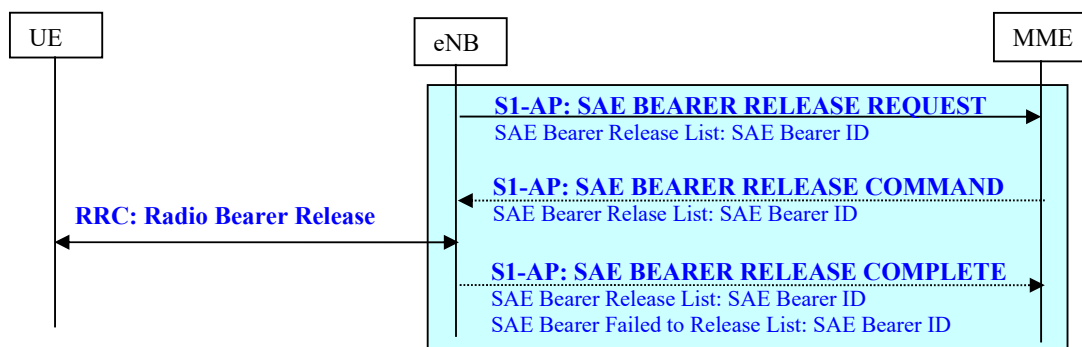 UE
eNB
MME
S1-AP: SAE BEARER RELEASE REQUEST
SAE Bearer Release List: SAE Bearer ID
S1-AP: SAE BEARER RELEASE COMMAND
SAE Bearer Relase List: SAE Bearer ID
RRC: Radio Bearer Release
S1-AP: SAE BEARER RELEASE COMPLETE
SAE Bearer Release List: SAE Bearer ID
SAE Bearer Failed to Release List: SAE Bearer ID